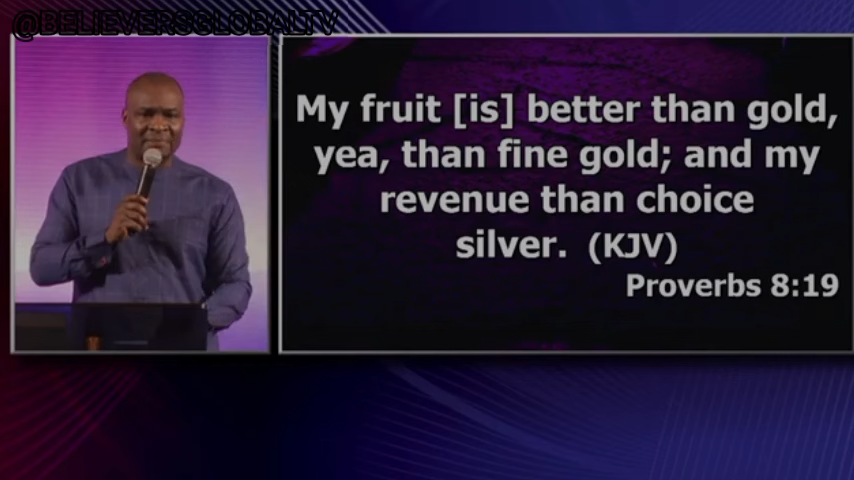 @BELIEVERSGLOBALTV
My fruit [is] better than gold,
yea, than fine gold; and my
revenue than choice
silver. (KJV)
Proverbs 8:19